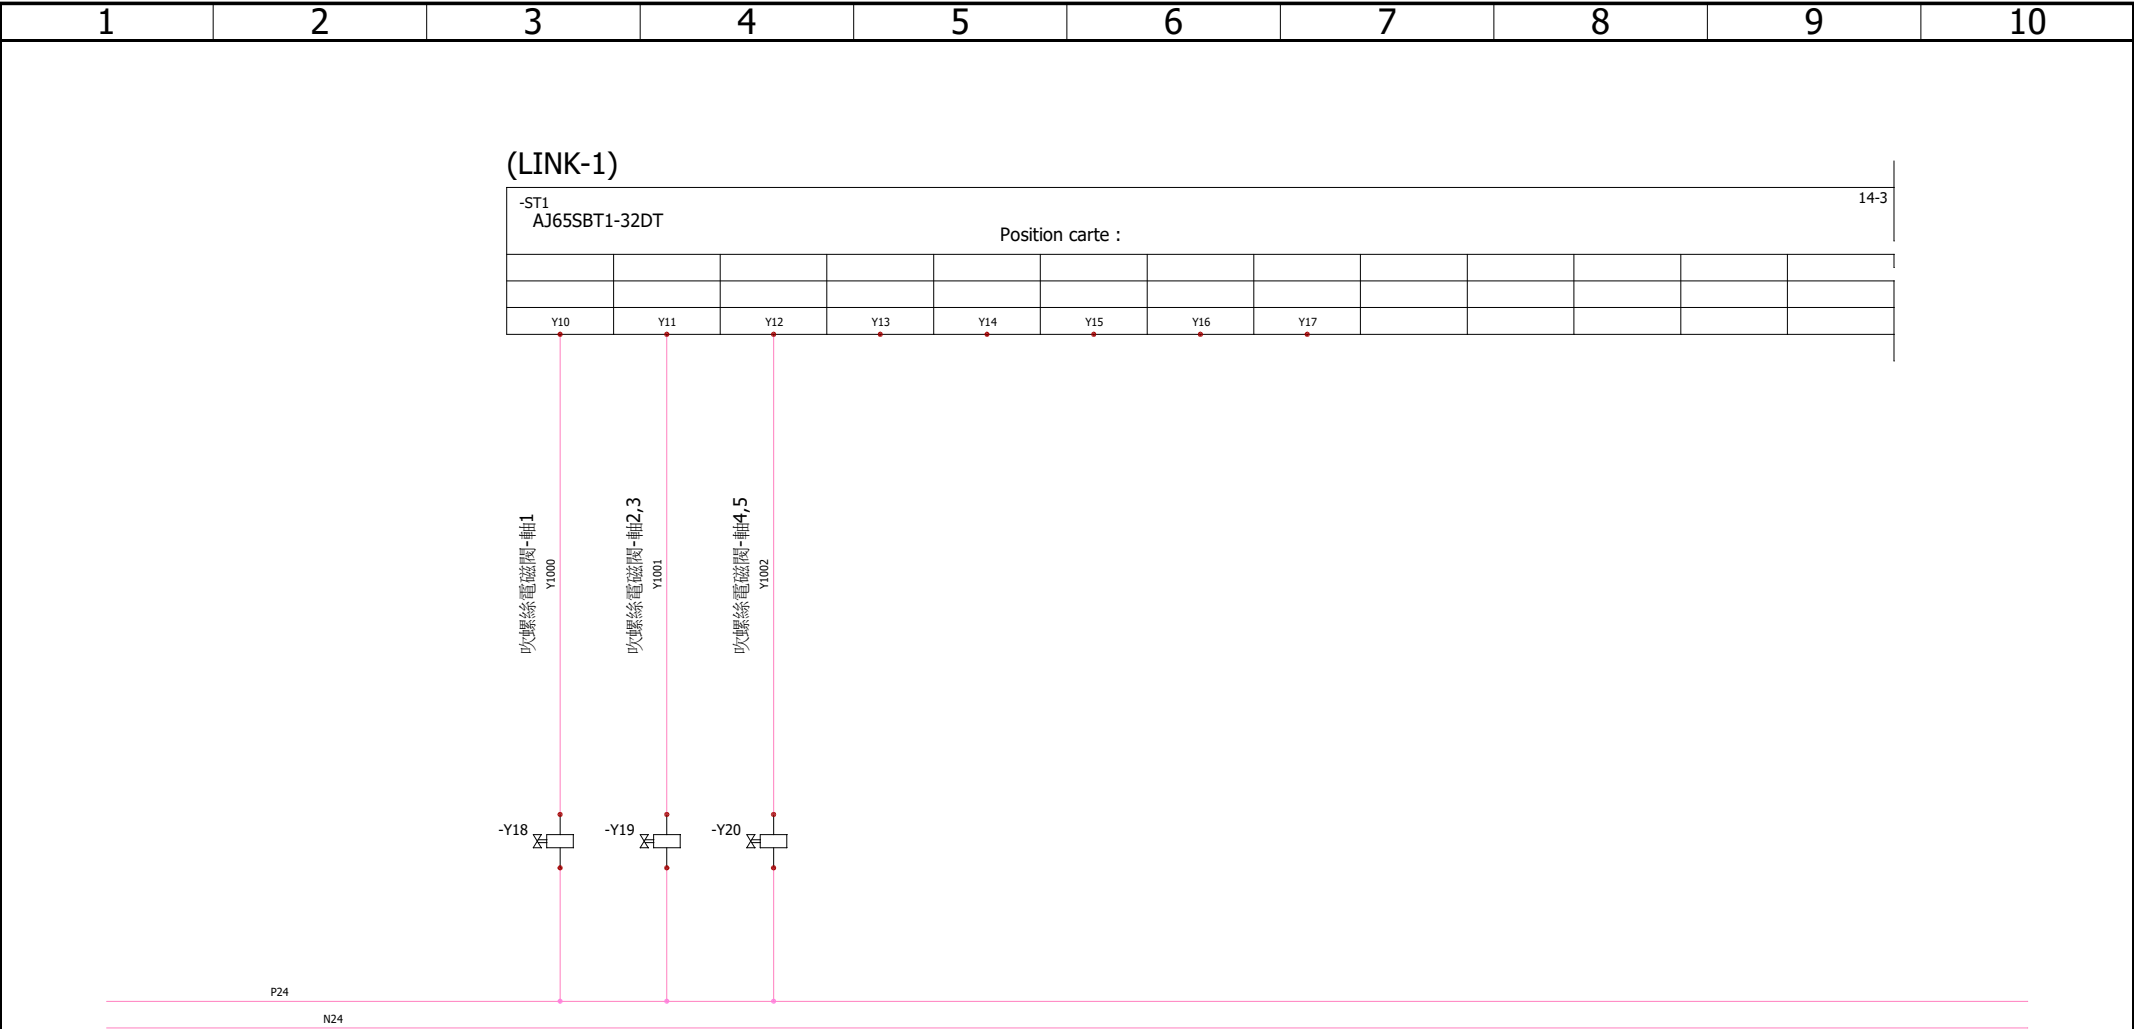 1 2 3 4 5 6 7 8 9 10
(LINK-1)
-ST1
14-3
AJ65SBT1-32DT
Position carte :
Y10 Y11 Y12 Y13 Y14 Y15 Y16 Y17
吹螺絲電磁閥-軸1
Y1000
吹螺絲電磁閥-軸2,3
Y1001
吹螺絲電磁閥-軸4,5
Y1002
-Y18 -Y19 -Y20
P24
N24